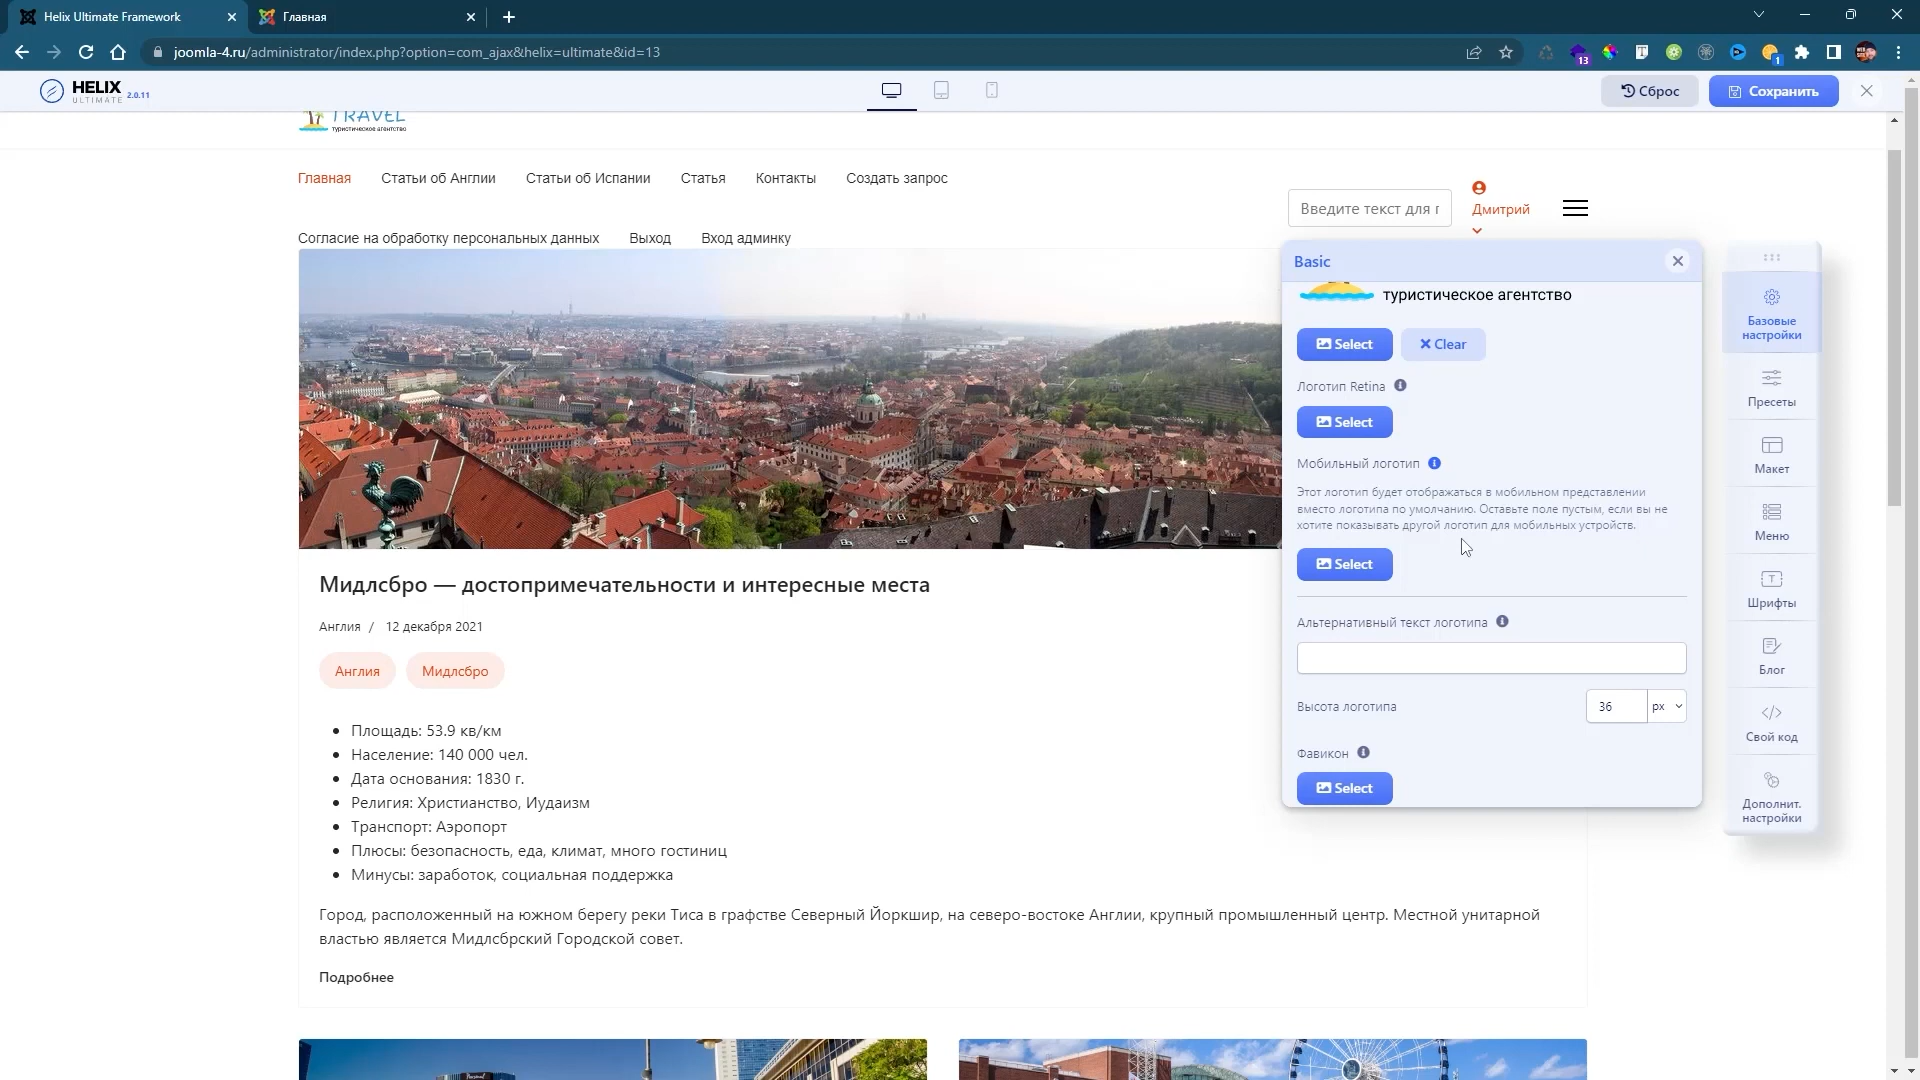 Helix Ultimate Framework
Главная
joomla-4.ru/administrator/index.php?option=com_ajax&helix=ultimate&id=13
13
1
HELIX
ULTIMATE 2.0.11
Сброс
Сохранить
TRAVEL
туристическое агентство
Главная
Статьи об Англии
Статьи об Испании
Статья
Контакты
Создать запрос
Введите текст для п
Дмитрий
Согласие на обработку персональных данных
Выход
Вход админку
Basic
туристическое агентство
Select
Clear
Логотип Retina
Select
Мобильный логотип
Этот логотип будет отображаться в мобильном представлении
вместо логотипа по умолчанию. Оставьте поле пустым, если вы не
хотите показывать другой логотип для мобильных устройств.
Select
Альтернативный текст логотипа
Высота логотипа
36
px
Фавикон
Select
Базовые
настройки
Пресеты
Макет
Меню
Шрифты
Блог
Свой код
Дополнит.
настройки
Мидлсбро — достопримечательности и интересные места
Англия / 12 декабря 2021
Англия
Мидлсбро
Площадь: 53.9 кв/км
Население: 140 000 чел.
Дата основания: 1830 г.
Религия: Христианство, Иудаизм
Транспорт: Аэропорт
Плюсы: безопасность, еда, климат, много гостиниц
Минусы: заработок, социальная поддержка
Город, расположенный на южном берегу реки Тиса в графстве Северный Йоркшир, на северо-востоке Англии, крупный промышленный центр. Местной унитарной
властью является Мидлсбрский Городской совет.
Подробнее